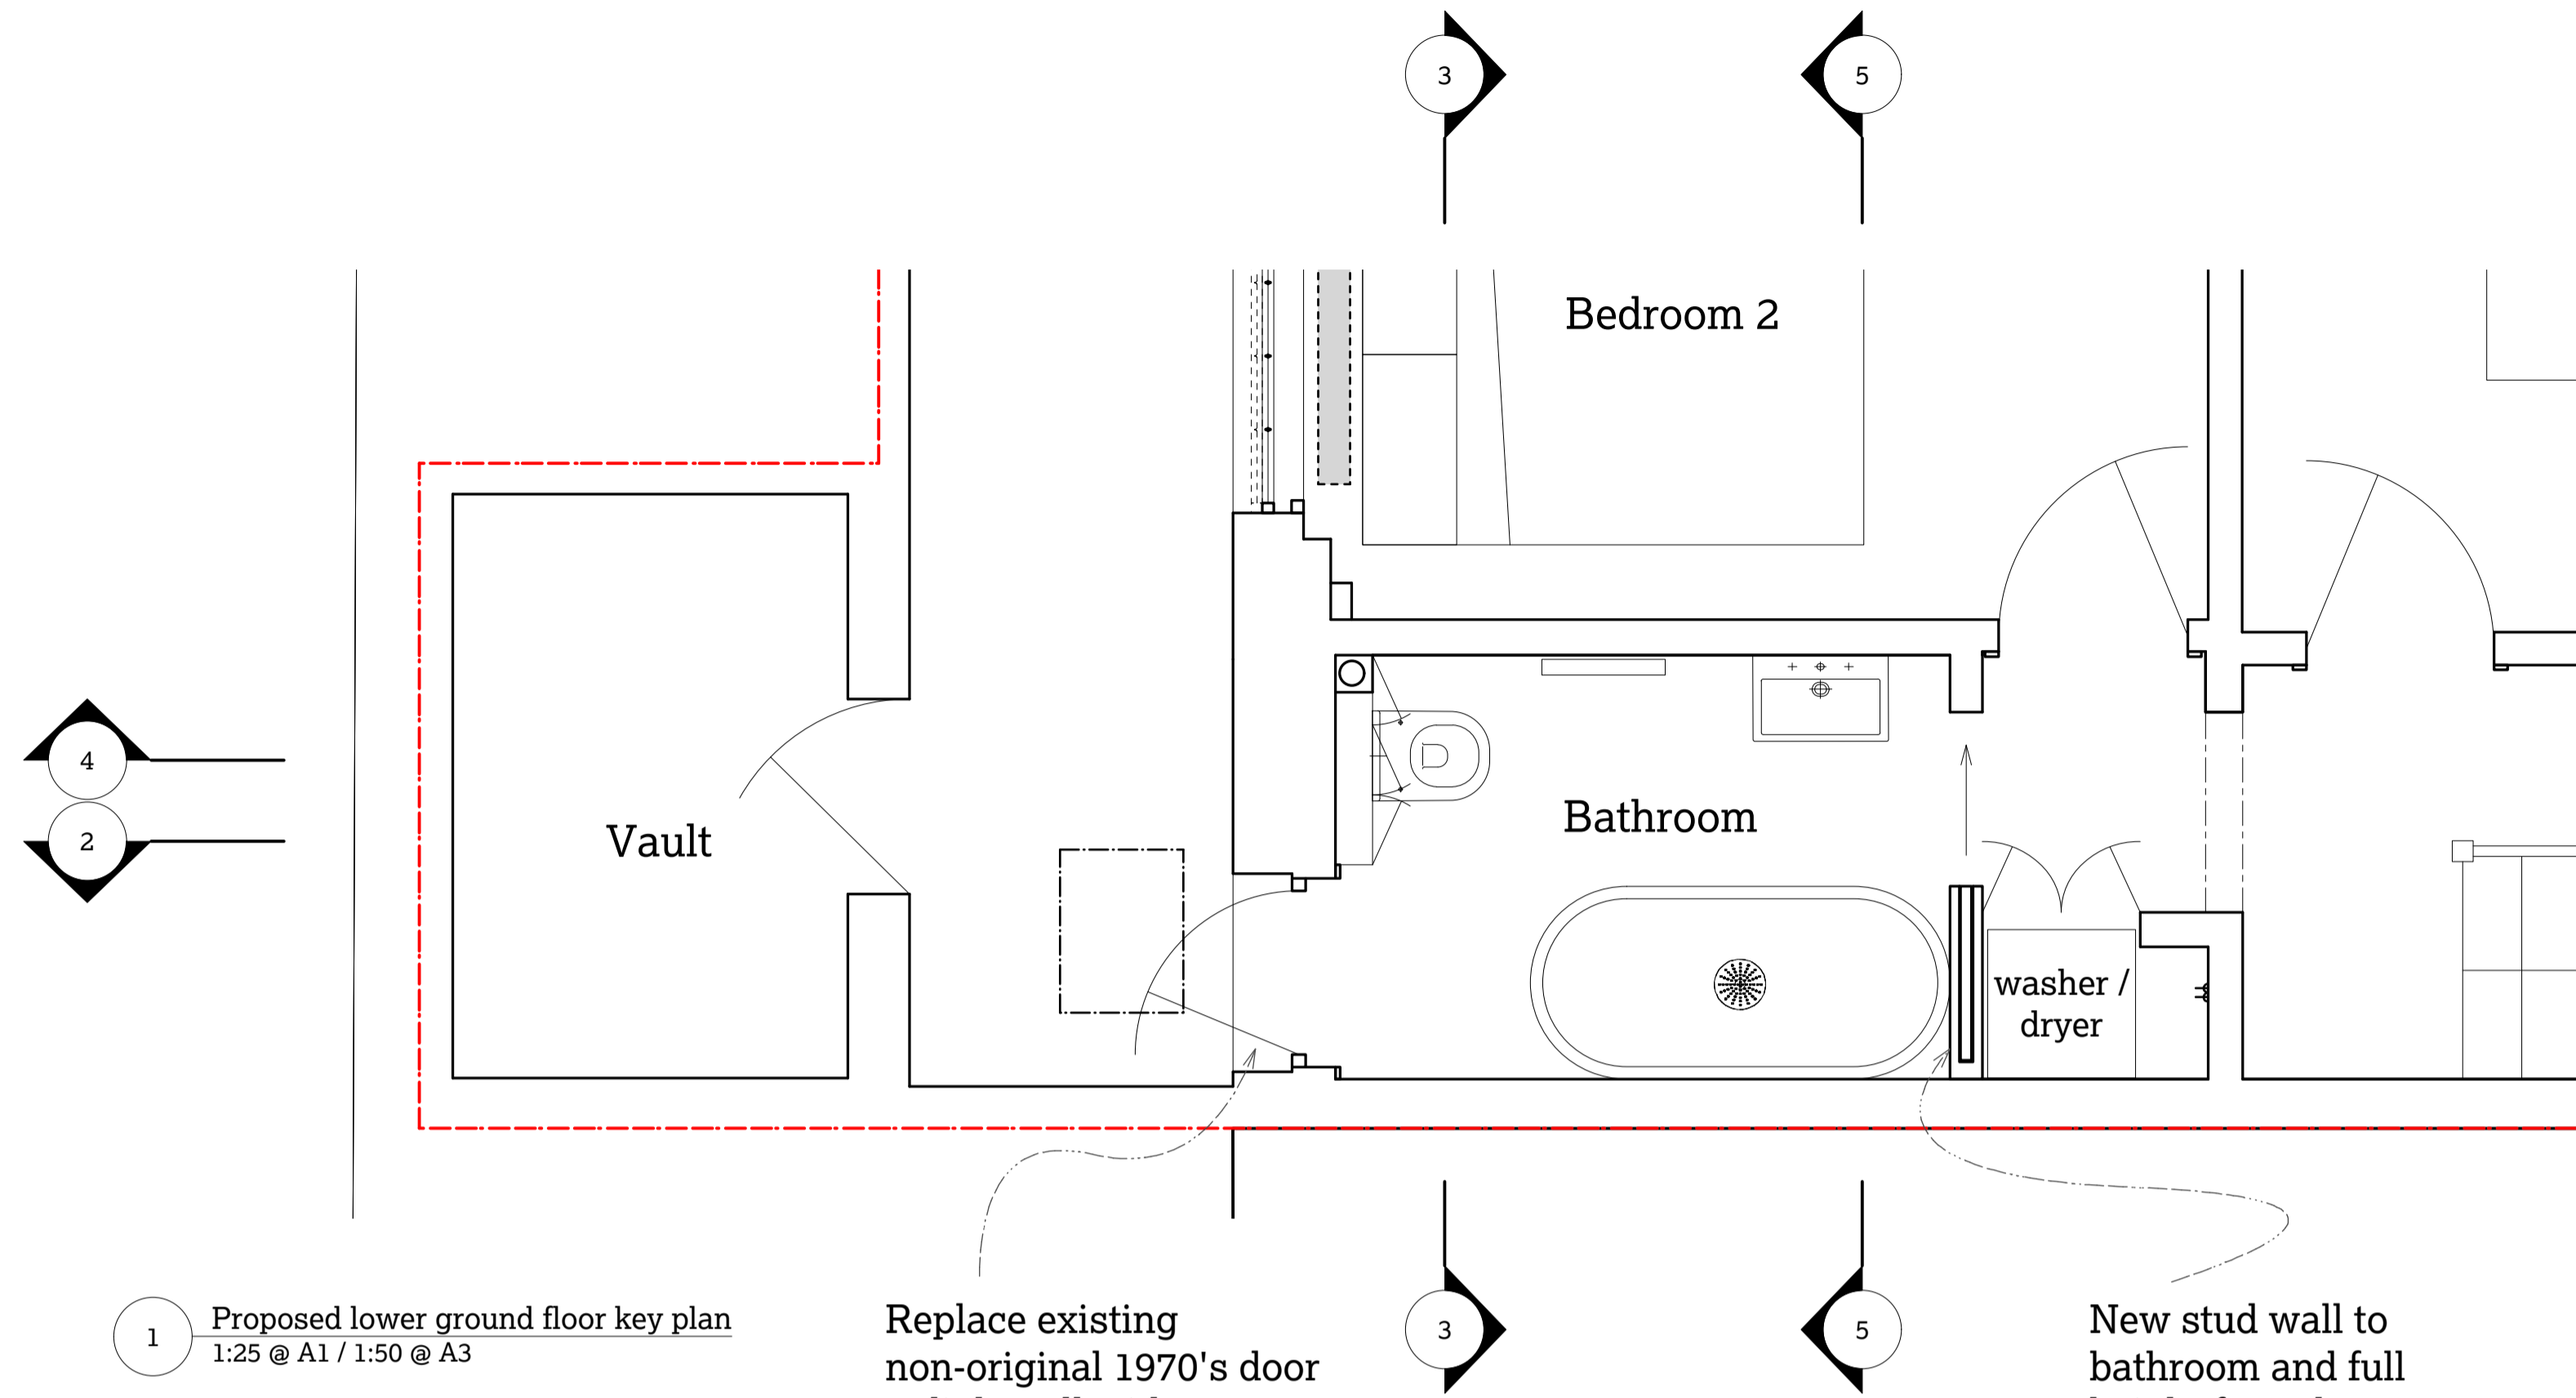 3
5
Bedroom 2
4
2
Vault
Bathroom
washer /
dryer
1
Proposed lower ground floor key plan
1:25 @ A1 / 1:50 @ A3
Replace existing
non-original 1970's door
3
5
New stud wall to
bathroom and full